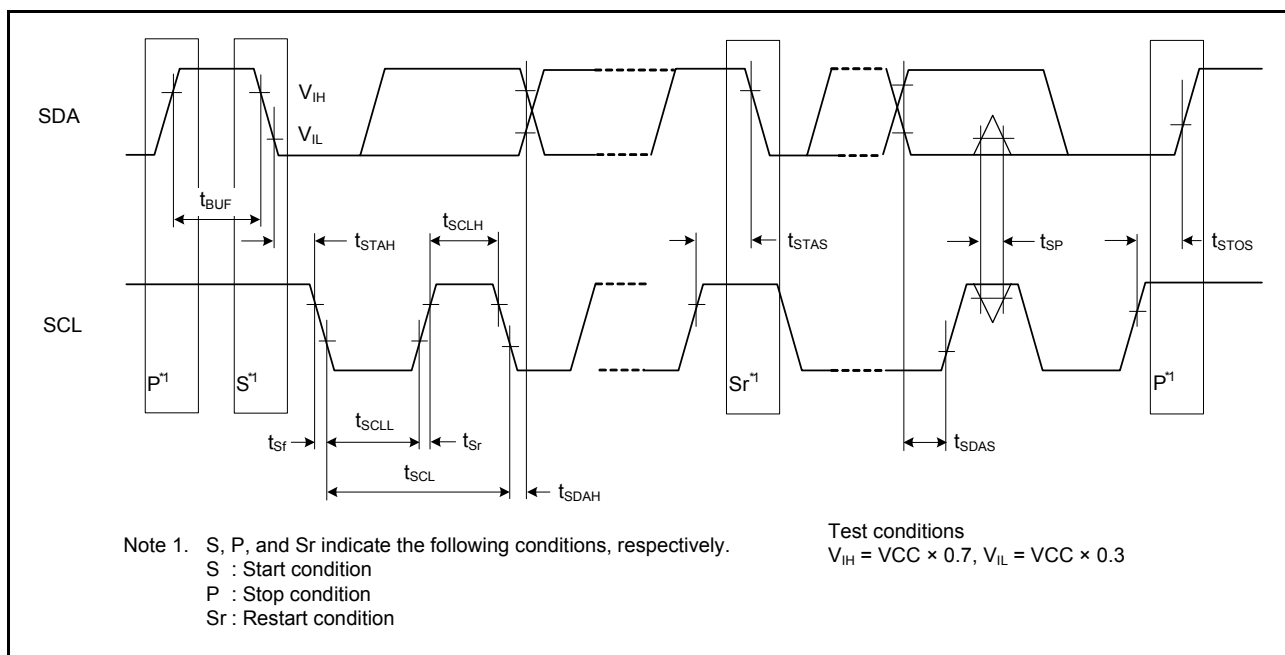 SDA
V_IH
V_IL
t_BUF
t_STAH
t_SCLH
t_STAS
t_SP
t_STOS
SCL
P*1
S*1
Sr*1
P*1
t_Sf
t_SCLL
t_Sr
t_SDAS
t_SCL
t_SDAH
Note 1. S, P, and Sr indicate the following conditions, respectively.
S : Start condition
P : Stop condition
Sr : Restart condition
Test conditions
V_IH = VCC × 0.7, V_IL = VCC × 0.3